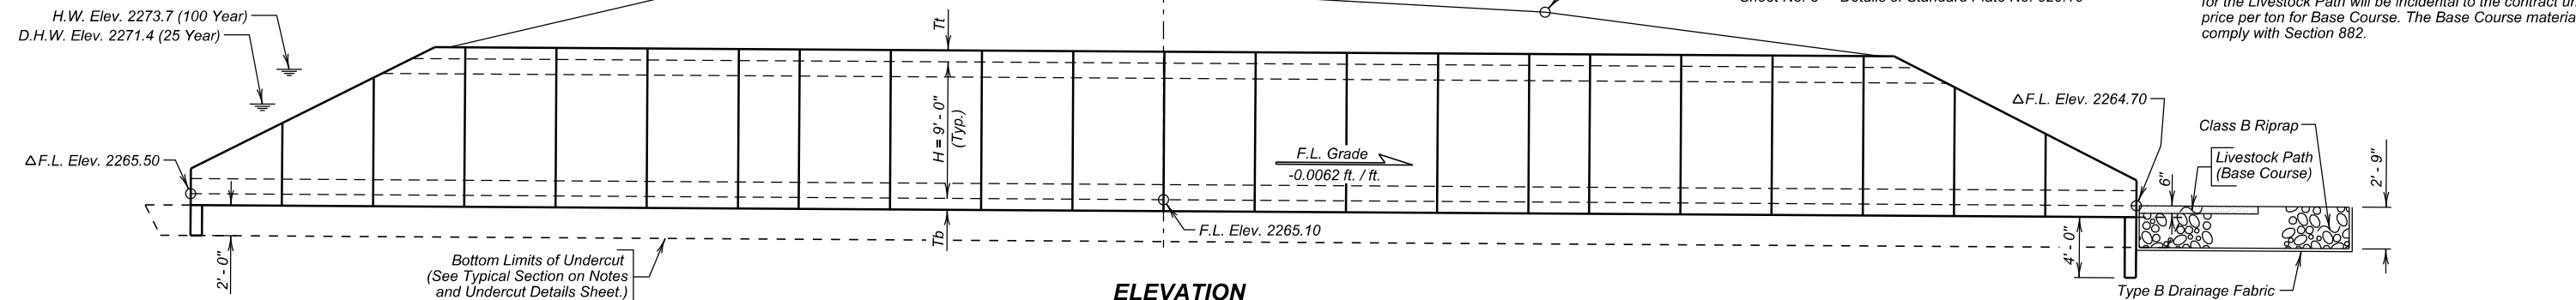 H.W. Elev. 2273.7 (100 Year)
D.H.W. Elev. 2271.4 (25 Year)
Tt
for the Livestock Path will be incidental to the contract
price per ton for Base Course. The Base Course
comply with Section 882.
H = 9' - 0"
(Typ.)
ΔF.L. Elev. 2265.50
F.L. Grade
-0.0062 ft. / ft.
ΔF.L. Elev. 2264.70
Class B Riprap
Livestock Path
(Base Course)
6"
2' - 9"
F.L. Elev. 2265.10
Tb
2' - 0"
4' - 0"
Bottom Limits of Undercut
(See Typical Section on Notes
and Undercut Details Sheet.)
ELEVATION
Type B Drainage Fabric